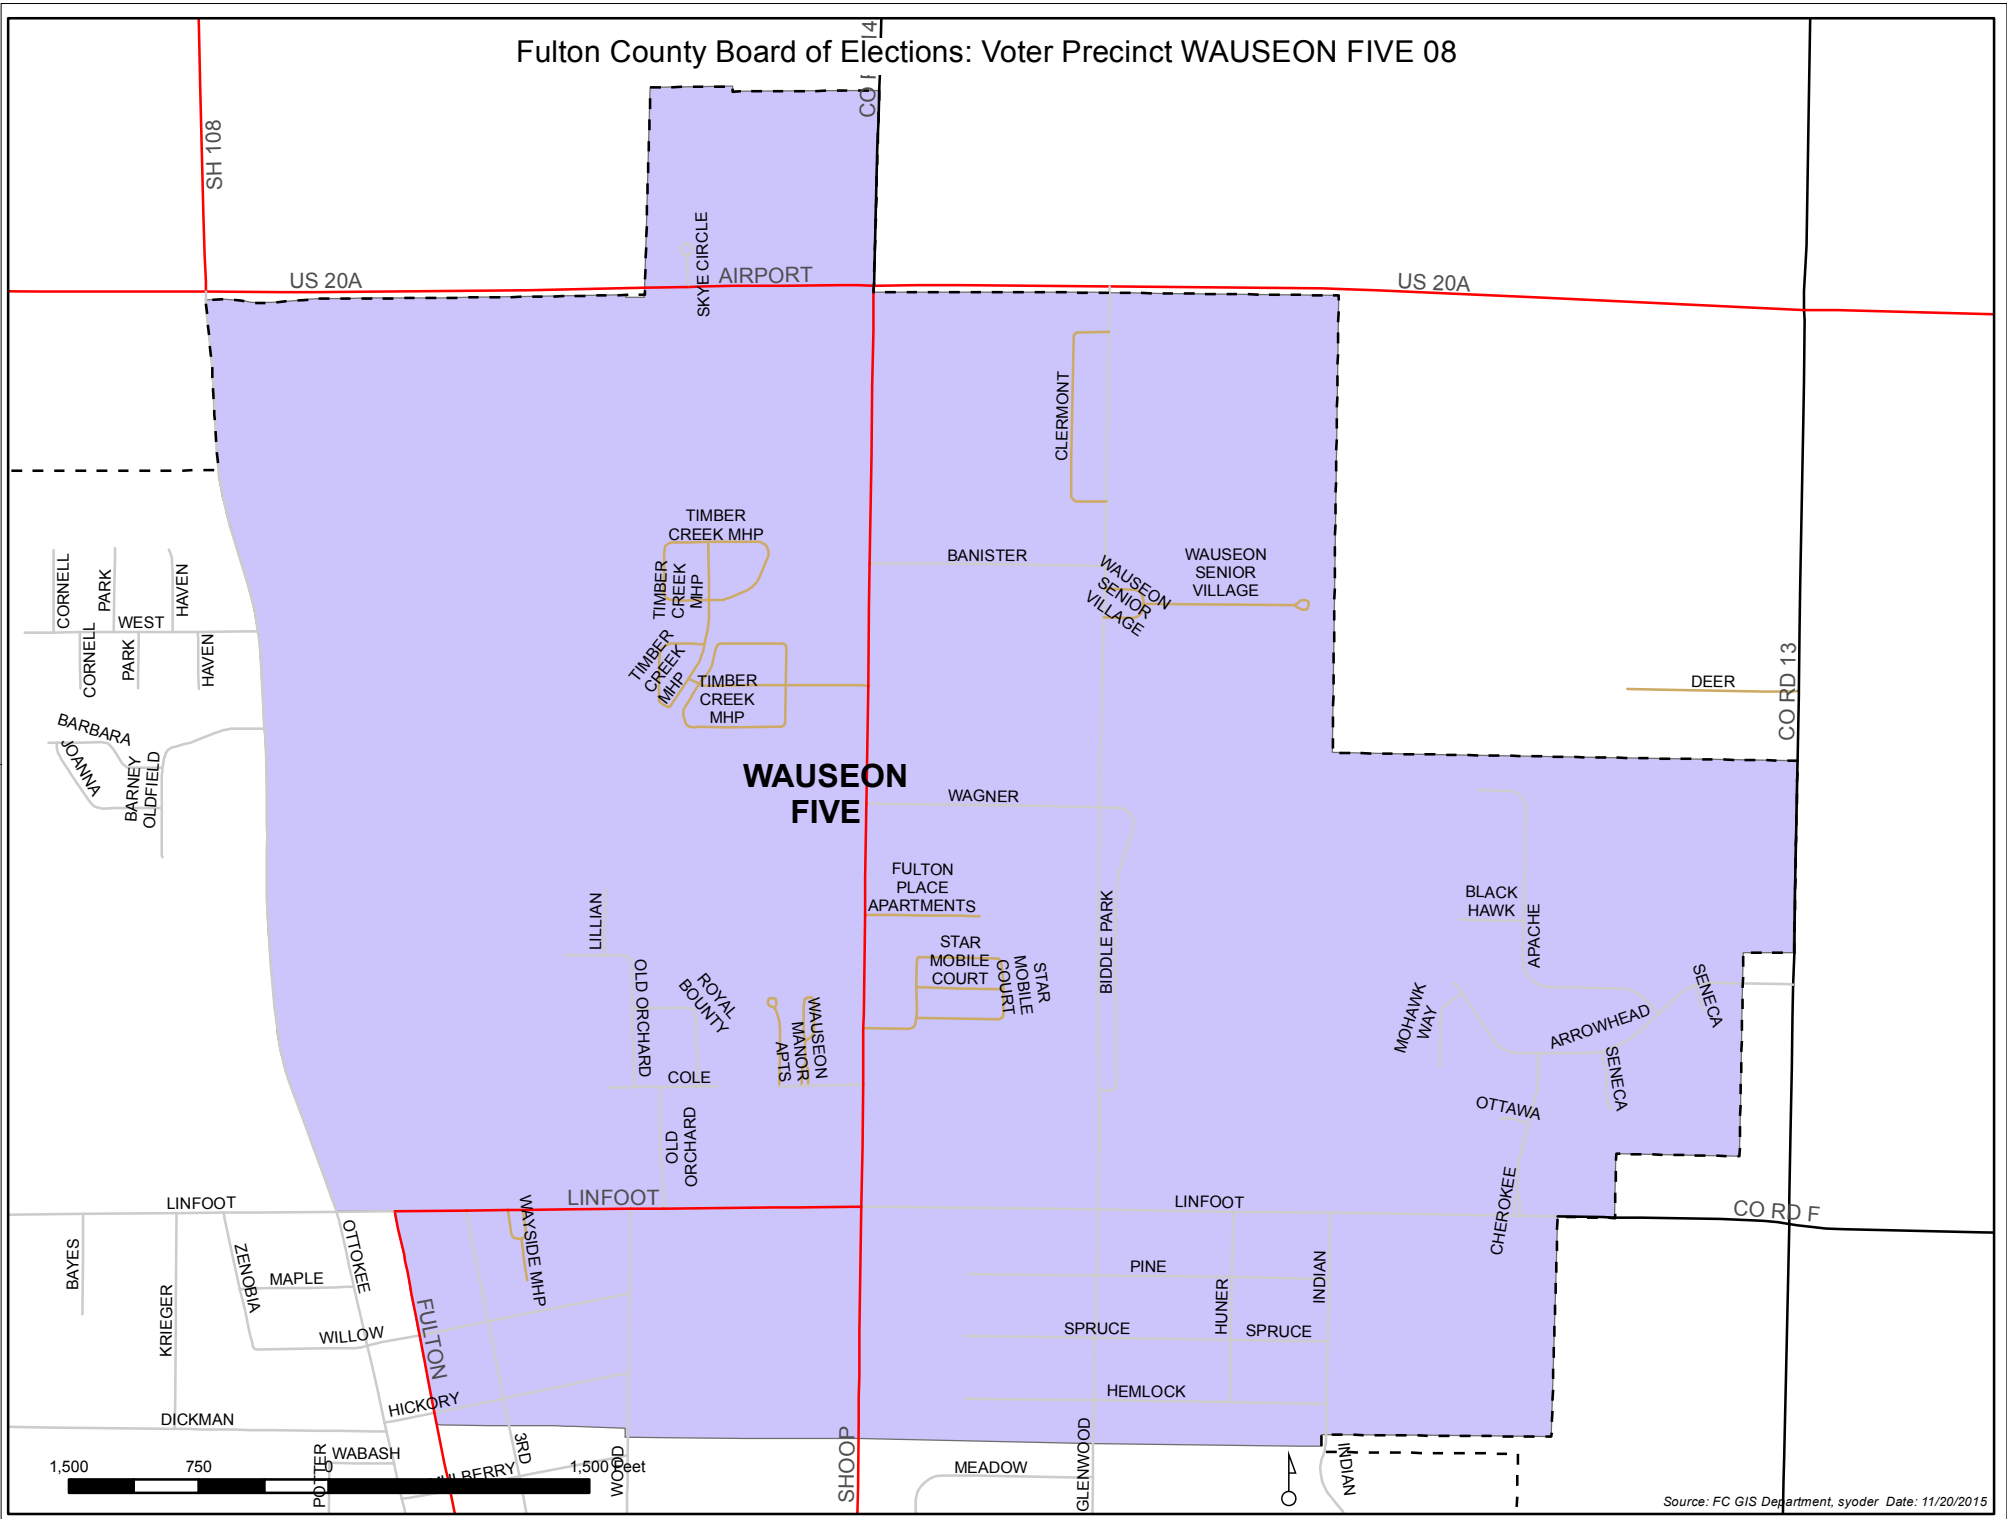 Fulton County Board of Elections: Voter Precinct WAUSEON FIVE 08
SH 108
US 20A
SKYE CIRCLE
AIRPORT
US 20A
CLERMONT
TIMBER
CREEK MHP
TIMBER
CREEK
MHP
TIMBER
CREEK
MHP
TIMBER
CREEK
MHP
BANISTER
WAUSEON
SENIOR
VILLAGE
WAUSEON
SENIOR
VILLAGE
CORNELL
PARK
HAVEN
WEST
CORNELL
PARK
HAVEN
BARBARA
JOANNA
BARNEY
OLDFIELD
DEER
CO RD 13
WAUSEON
FIVE
WAGNER
FULTON
PLACE
APARTMENTS
STAR
MOBILE
COURT
STAR
MOBILE
COURT
BIDDLE PARK
BLACK
HAWK
APACHE
LILLIAN
OLD ORCHARD
ROYAL
BOUNTY
WAUSEON
MANOR
APTS
COLE
OLD
ORCHARD
MOHAWK
WAY
ARROWHEAD
SENECA
SENECA
OTTAWA
CHEROKEE
LINFOOT
LINFOOT
LINFOOT
CO RD F
BAYES
KRIEGER
ZENOBIA
MAPLE
OTTOKEE
WILLOW
FULTON
WAYSIDE MHP
HICKORY
DICKMAN
PINE
HUNER
INDIAN
SPRUCE
SPRUCE
HEMLOCK
POTTER
WABASH
MULBERRY
3RD
WOOD
SHOOP
MEADOW
GLENWOOD
INDIAN
1,500
750
0
1,500 Feet
Source: FC GIS Department, syoder Date: 11/20/2015